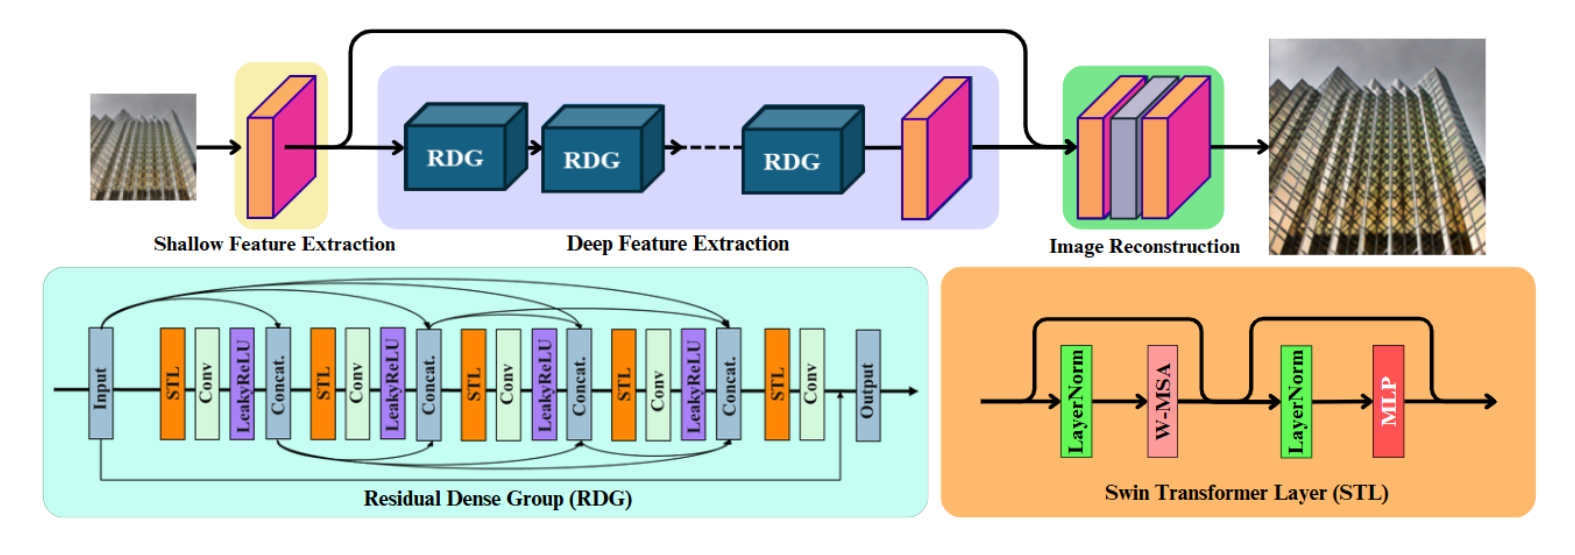 RDG
RDG
RDG
Shallow Feature Extraction
Deep Feature Extraction
Image Reconstruction
Input
STL
Conv
LeakyReLU
Concat.
STL
Conv
LeakyReLU
Concat.
STL
Conv
LeakyReLU
Concat.
STL
Conv
LeakyReLU
Concat.
STL
Conv
Output
Residual Dense Group (RDG)
LayerNorm
W-MSA
LayerNorm
MLP
Swin Transformer Layer (STL)